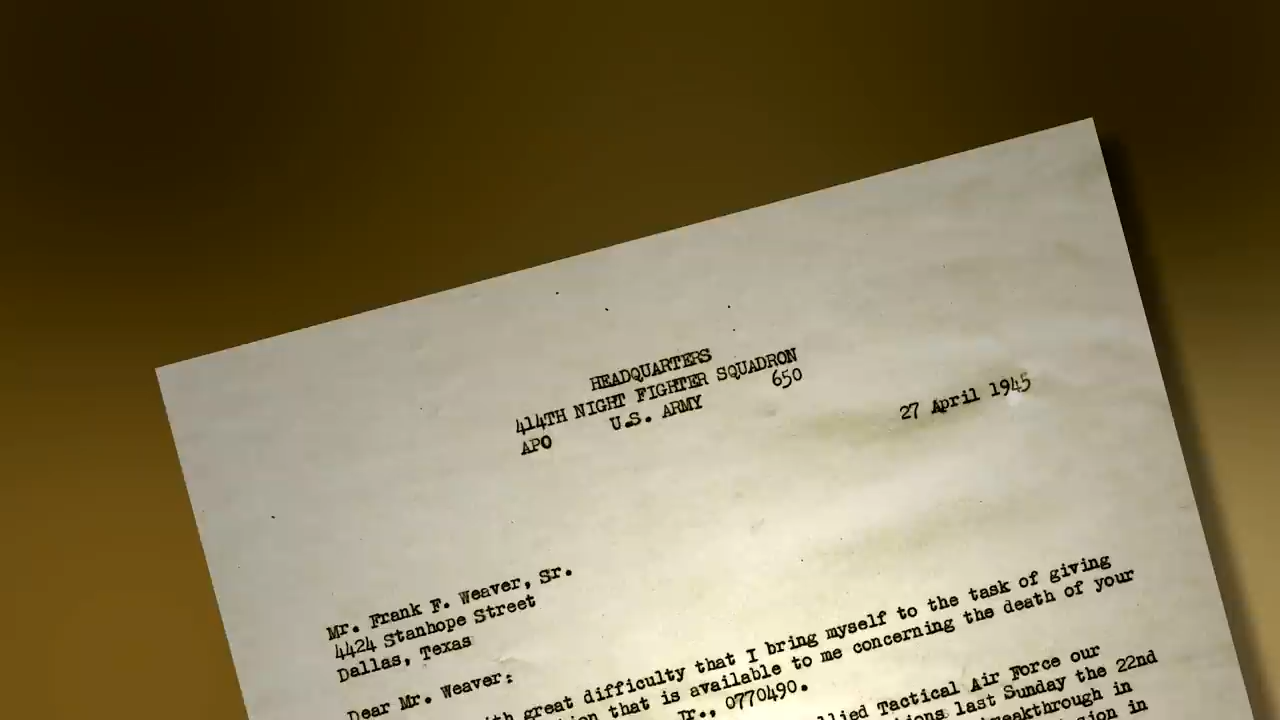 HEADQUARTERS
414TH NIGHT FIGHTER SQUADRON
APO 650 U.S. ARMY
27 April 1945
Mr. Frank F. Weaver, Sr.
4424 Stanhope Street
Dallas, Texas
Dear Mr. Weaver:
great difficulty that I bring myself to the task of giving
that is available to me concerning the death of your
Jr., 0770490.
Tactical Air Force our
last Sunday the 22nd
breakthrough in
in